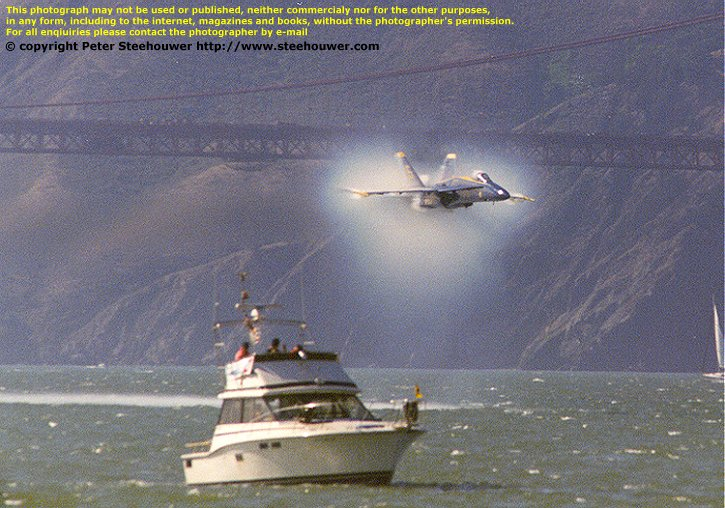 This photograph may not be used or published, neither commercialy nor for the other purposes,
in any form, including to the internet, magazines and books, without the photographer's permission.
For all enqiuiries please contact the photographer by e-mail
© copyright Peter Steehouwer http://www.steehouwer.com